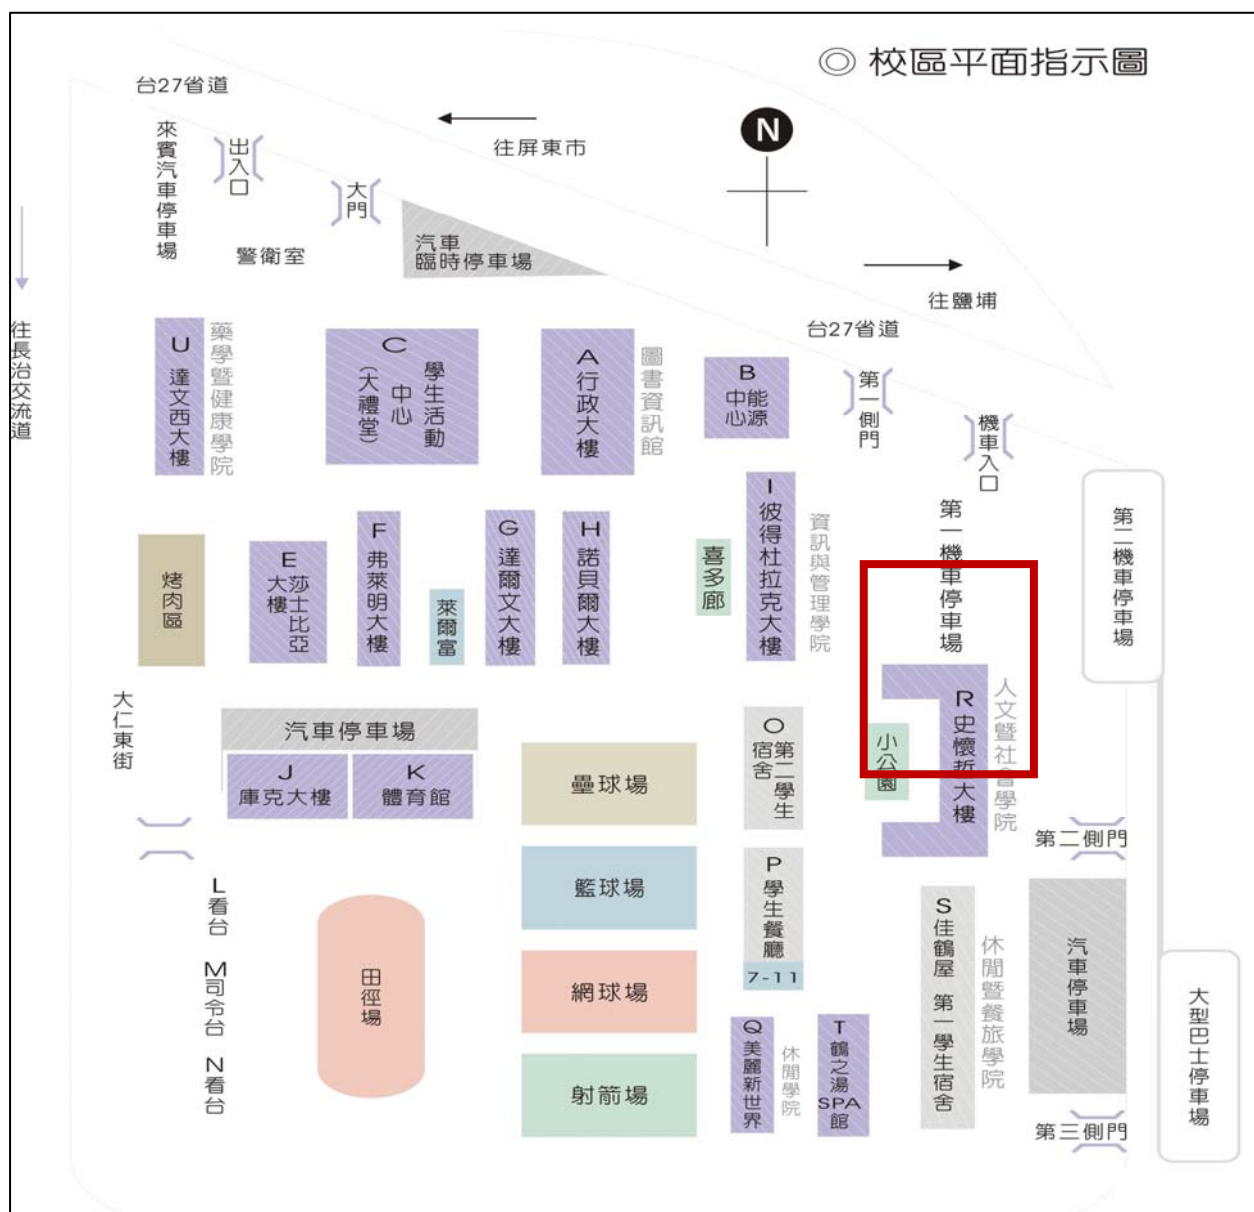 ◎ 校區平面指示圖
台27省道
往屏東市
N
來賓汽車停車場
出入口
大門
警衛室
汽車
臨時停車場
往鹽埔
台27省道
往長治交流道
U 達文西大樓
藥學暨健康學院
C
學生活動
中心
(大禮堂)
A 行政大樓
圖書資訊館
B
能源
中心
第一側門
機車入口
烤肉區
E
莎士比亞
大樓
F 弗萊明大樓
萊爾富
G 達爾文大樓
H 諾貝爾大樓
喜多廊
I 彼得杜拉克大樓
資訊與管理學院
第一機車停車場
第二機車停車場
大仁東街
汽車停車場
J
庫克大樓
K
體育館
壘球場
O
第二學生
宿舍
小公園
R 史懷哲大樓
人文暨社會學院
第二側門
L看台
M司令台
N看台
田徑場
籃球場
網球場
射箭場
P 學生餐廳
7-11
S 佳鶴屋 第一學生宿舍
休閒暨餐旅學院
汽車停車場
大型巴士停車場
Q 美麗新世界
休閒學院
T 鶴之湯SPA館
第三側門